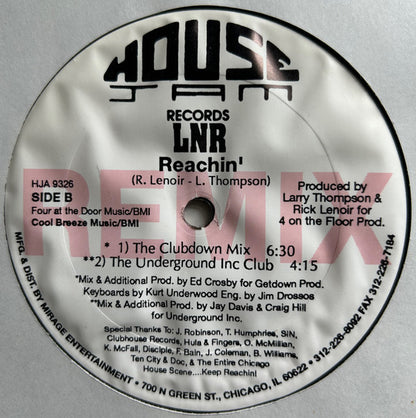 HOUSE
JAM
RECORDS
LNR
Reachin'
(R. Lenoir - L. Thompson)
REMIX
HJA 9326
SIDE B
Four at the Door Music/BMI
Cool Breeze Music/BMI
Produced by
Larry Thompson &
Rick Lenoir for
4 on the Floor Prod.
* 1) The Clubdown Mix 6:30
**2) The Underground Inc Club 4:15
*Mix & Additional Prod. by Ed Crosby for Getdown Prod.
Keyboards by Kurt Underwood Eng. by Jim Drossos
**Mix & Additional Prod. by Jay Davis & Craig Hill
for Underground Inc.
Special Thanks To: J. Robinson, T. Humphries, SIN,
Clubhouse Records, Hula & Fingers, O. McMillian,
K. McFall, Disciple, F. Bain, J. Coleman, B. Williams,
Ten City & Doc, & The Entire Chicago
House Scene....Keep Reachin!
MFG. & DIST. BY MIRAGE ENTERTAINMENT • 700 N GREEN ST., CHICAGO, IL 60622 • 312-226-6092 FAX 312-226-7184